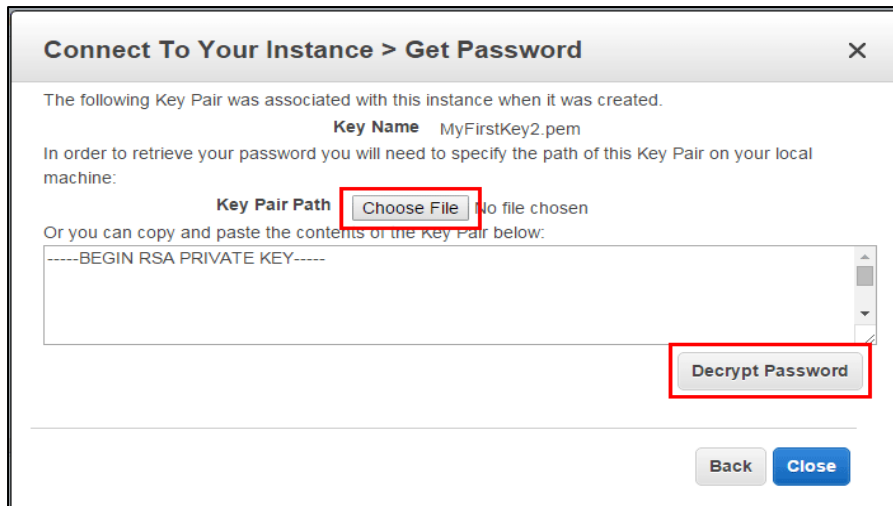 Connect To Your Instance > Get Password
The following Key Pair was associated with this instance when it was created.
Key Name MyFirstKey2.pem
In order to retrieve your password you will need to specify the path of this Key Pair on your local
machine:
Key Pair Path Choose File No file chosen
Or you can copy and paste the contents of the Key Pair below:
-----BEGIN RSA PRIVATE KEY-----
Decrypt Password
Back Close